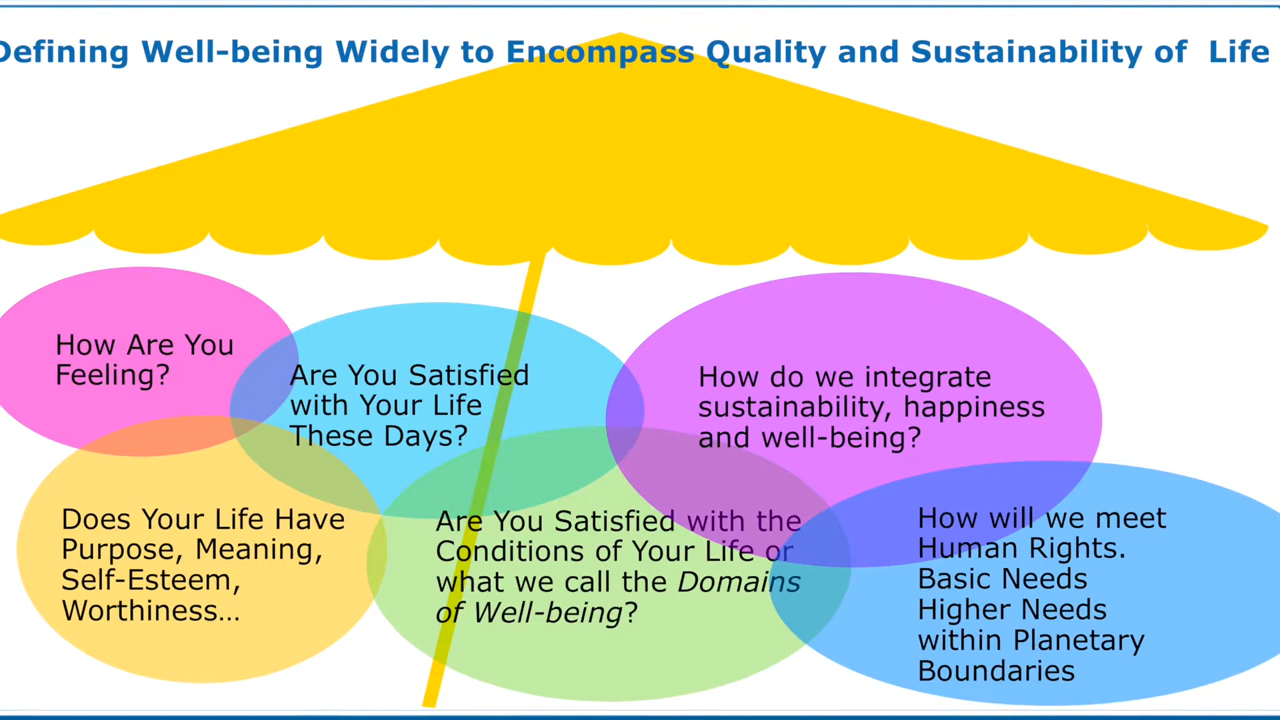 Defining Well-being Widely to Encompass Quality and Sustainability of Life
How Are You
Feeling?
Are You Satisfied
with Your Life
These Days?
How do we integrate
sustainability, happiness
and well-being?
Does Your Life Have
Purpose, Meaning,
Self-Esteem,
Worthiness…
Are You Satisfied with the
Conditions of Your Life or
what we call the Domains
of Well-being?
How will we meet
Human Rights.
Basic Needs
Higher Needs
within Planetary
Boundaries